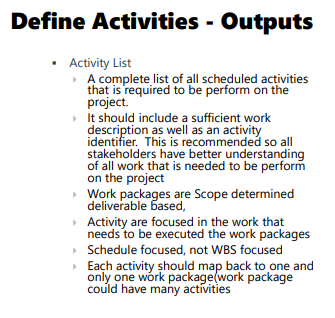 Define Activities - Outputs
Activity List
A complete list of all scheduled activities
that is required to be perform on the
project.
It should include a sufficient work
description as well as an activity
identifier.  This is recommended so all
stakeholders have better understanding
of all work that is needed to be perform
on the project
Work packages are Scope determined
deliverable based,
Activity are focused in the work that
needs to be executed the work packages
Schedule focused, not WBS focused
Each activity should map back to one and
only one work package(work package
could have many activities